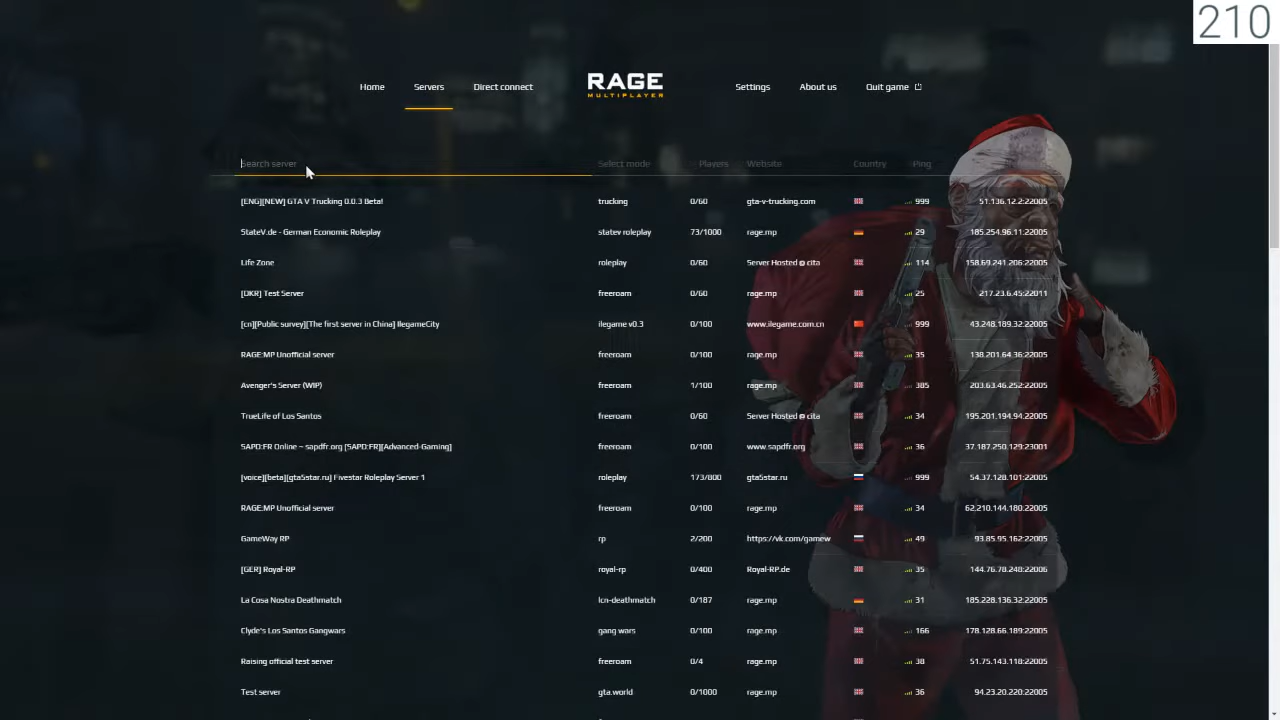 210
Home Servers Direct connect RAGE MULTIPLAYER Settings About us Quit game
Search server Select mode Players Website Country Ping
[ENG][NEW] GTA V Trucking 0.0.3 Beta! trucking 0/60 gta-v-trucking.com 999 51.136.12.2:22005
StateV.de - German Economic Roleplay statev roleplay 73/1000 rage.mp 29 185.254.96.11:22005
Life Zone roleplay 0/60 Server Hosted @ cita 114 158.69.241.206:22005
[DKR] Test Server freeroam 0/60 rage.mp 25 217.23.6.45:22011
[cn][Public survey][The first server in China] IlegameCity ilegame v0.3 0/100 www.ilegame.com.cn 999 43.248.189.32:22005
RAGE:MP Unofficial server freeroam 0/100 rage.mp 35 138.201.64.36:22005
Avenger's Server (WIP) freeroam 1/100 rage.mp 385 203.63.46.252:22005
TrueLife of Los Santos freeroam 0/60 Server Hosted @ cita 34 195.201.194.94:22005
SAPD:FR Online ~ sapdfr.org [SAPD:FR][Advanced-Gaming] freeroam 0/100 www.sapdfr.org 36 37.187.250.129:23001
[voice][beta][gta5star.ru] Fivestar Roleplay Server 1 roleplay 173/800 gta5star.ru 999 54.37.128.101:22005
RAGE:MP Unofficial server freeroam 0/100 rage.mp 34 62.210.144.180:22005
GameWay RP rp 2/200 https://vk.com/gamew 49 93.85.95.162:22005
[GER] Royal-RP royal-rp 0/400 Royal-RP.de 35 144.76.78.248:22006
La Cosa Nostra Deathmatch lcn-deathmatch 0/187 rage.mp 31 185.228.136.32:22005
Clyde's Los Santos Gangwars gang wars 0/100 rage.mp 166 178.128.66.189:22005
Raising official test server freeroam 0/4 rage.mp 38 51.75.143.118:22005
Test server gta.world 0/1000 rage.mp 36 94.23.20.220:22005